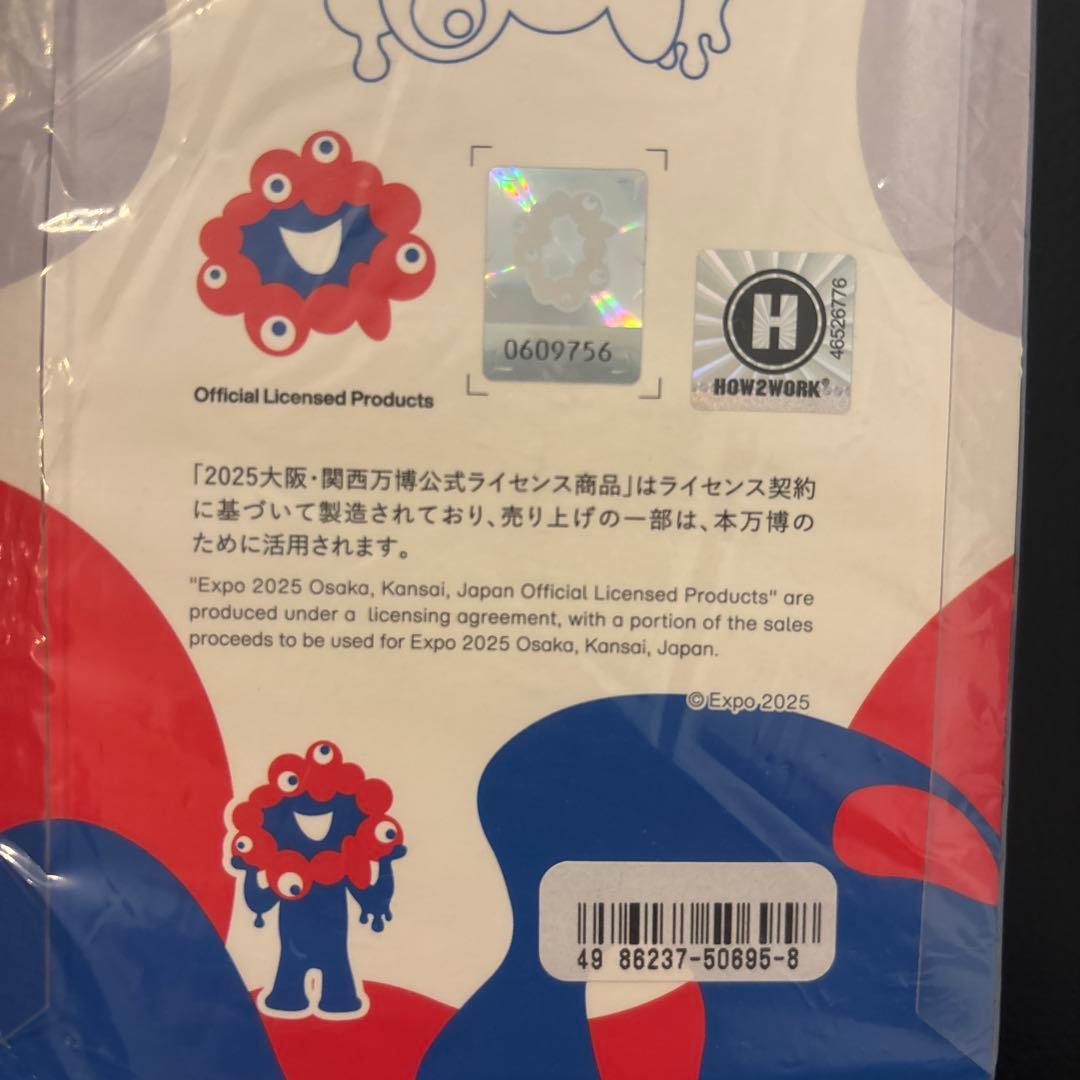 0609756
H
46526776
HOW2WORK®
Official Licensed Products
「2025大阪・関西万博公式ライセンス商品」はライセンス契約
に基づいて製造されており、売り上げの一部は、本万博の
ために活用されます。
"Expo 2025 Osaka, Kansai, Japan Official Licensed Products" are
produced under a licensing agreement, with a portion of the sales
proceeds to be used for Expo 2025 Osaka, Kansai, Japan.
©Expo 2025
49 86237-50695-8